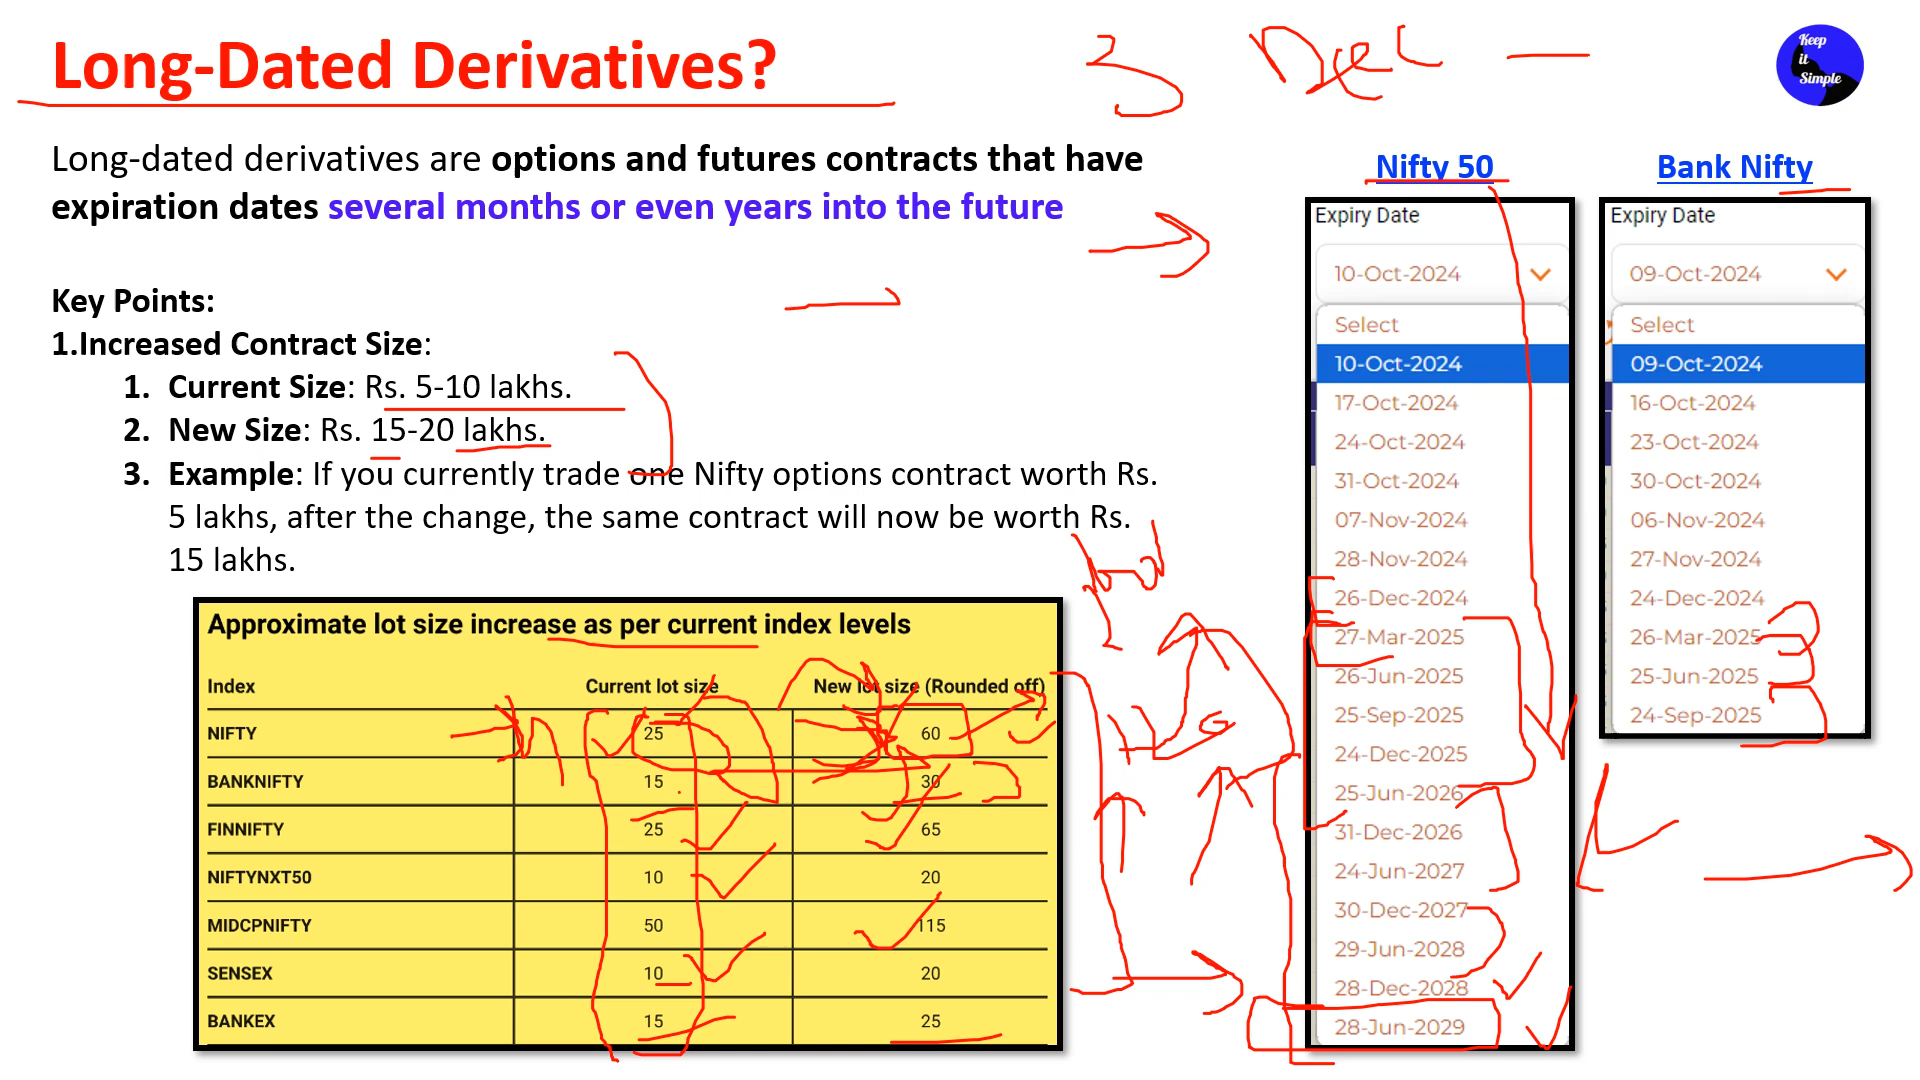 Long-Dated Derivatives?
3 Dec -
Keep
it
Simple
Long-dated derivatives are options and futures contracts that have
expiration dates several months or even years into the future
Key Points:
1.Increased Contract Size:
1. Current Size: Rs. 5-10 lakhs.
2. New Size: Rs. 15-20 lakhs.
3. Example: If you currently trade one Nifty options contract worth Rs.
5 lakhs, after the change, the same contract will now be worth Rs.
15 lakhs.
Approximate lot size increase as per current index levels
Index Current lot size New lot size (Rounded off)
NIFTY 25 60
BANKNIFTY 15 30
FINNIFTY 25 65
NIFTYNXT50 10 20
MIDCPNIFTY 50 115
SENSEX 10 20
BANKEX 15 25
Nifty 50
Expiry Date
10-Oct-2024
Select
10-Oct-2024
17-Oct-2024
24-Oct-2024
31-Oct-2024
07-Nov-2024
28-Nov-2024
26-Dec-2024
27-Mar-2025
26-Jun-2025
25-Sep-2025
24-Dec-2025
25-Jun-2026
31-Dec-2026
24-Jun-2027
30-Dec-2027
29-Jun-2028
28-Dec-2028
28-Jun-2029
Bank Nifty
Expiry Date
09-Oct-2024
Select
09-Oct-2024
16-Oct-2024
23-Oct-2024
30-Oct-2024
06-Nov-2024
27-Nov-2024
24-Dec-2024
26-Mar-2025
25-Jun-2025
24-Sep-2025